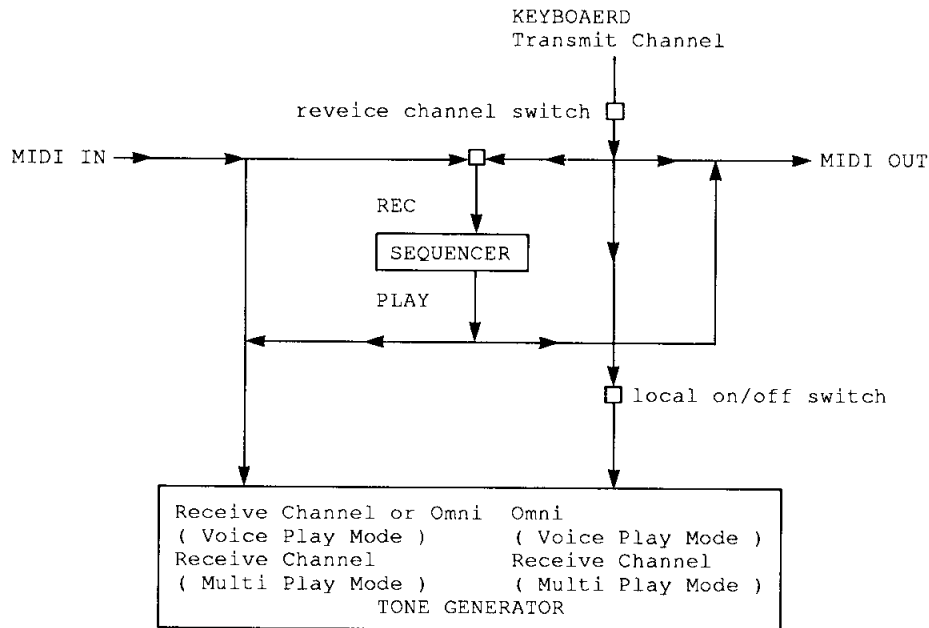 KEYBOAERD
Transmit Channel
reveice channel switch
MIDI IN
MIDI OUT
REC
SEQUENCER
PLAY
local on/off switch
Receive Channel or Omni Omni
( Voice Play Mode ) ( Voice Play Mode )
Receive Channel Receive Channel
( Multi Play Mode ) ( Multi Play Mode )
TONE GENERATOR